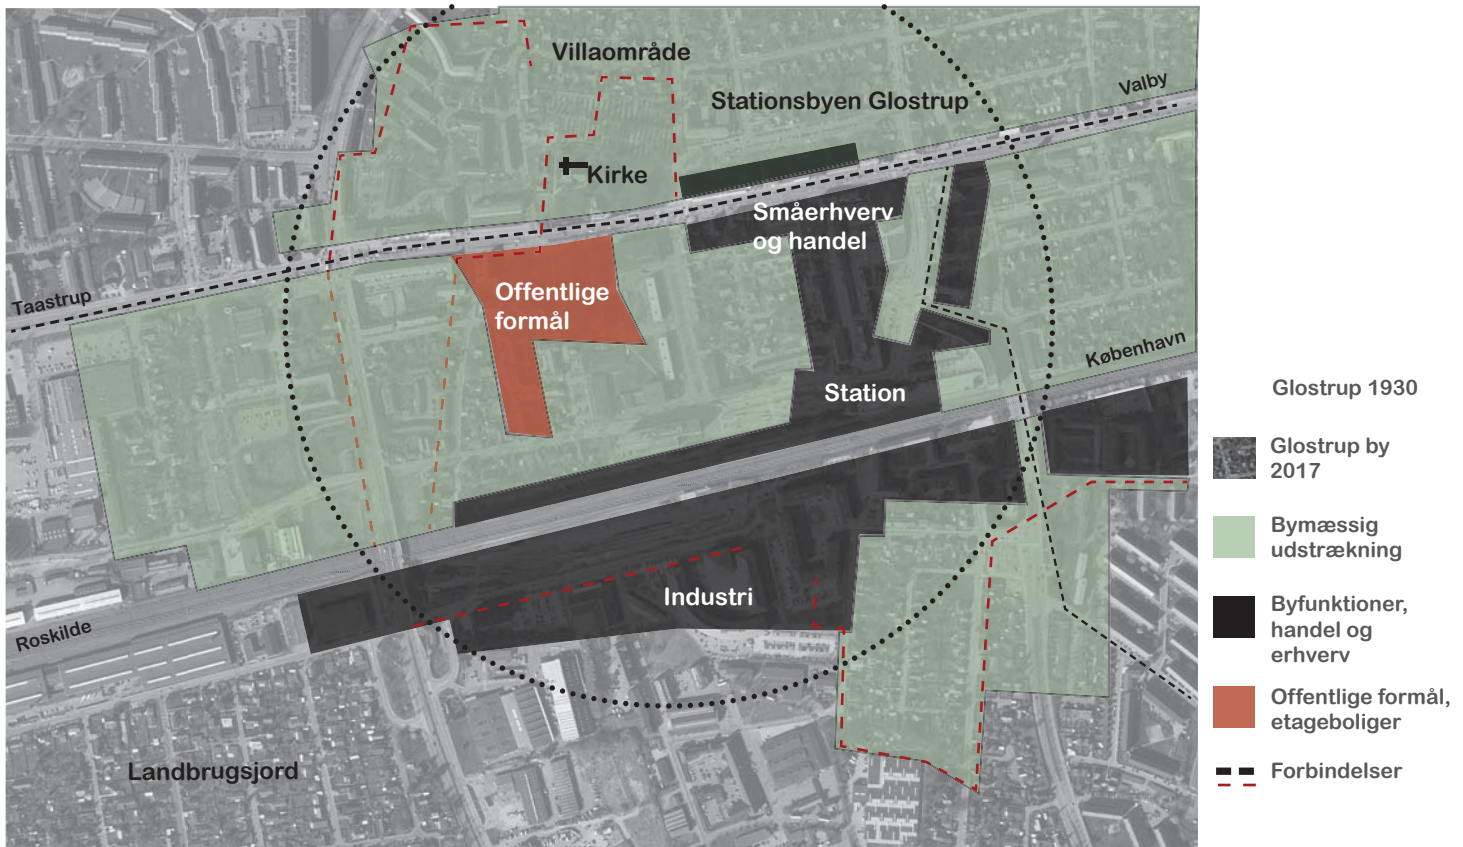 Villaområde
Stationsbyen Glostrup
Valby
Kirke
Småerhverv
og handel
Taastrup
Offentlige
formål
København
Station
Industri
Roskilde
Landbrugsjord
Glostrup 1930
Glostrup by
2017
Bymæssig
udstrækning
Byfunktioner,
handel og
erhverv
Offentlige formål,
etageboliger
Forbindelser